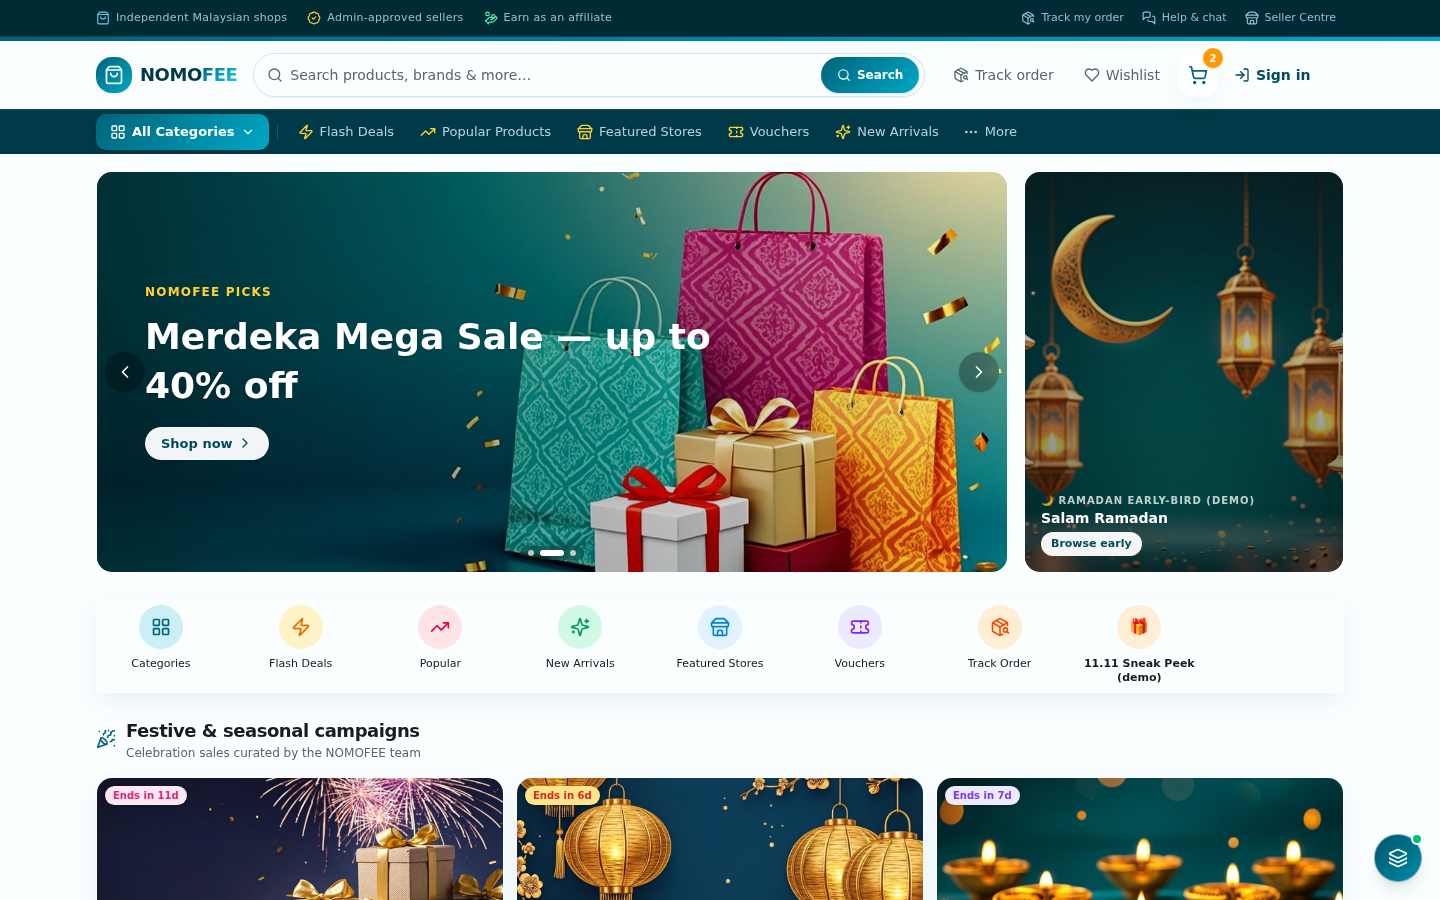 Independent Malaysian shops
Admin-approved sellers
Earn as an affiliate
Track my order
Help & chat
Seller Centre
NOMOFEE
Search products, brands & more...
Search
Track order
Wishlist
2
Sign in
All Categories
Flash Deals
Popular Products
Featured Stores
Vouchers
New Arrivals
More
NOMOFEE PICKS
Merdeka Mega Sale — up to
40% off
Shop now
🌙 RAMADAN EARLY-BIRD (DEMO)
Salam Ramadan
Browse early
Categories
Flash Deals
Popular
New Arrivals
Featured Stores
Vouchers
Track Order
11.11 Sneak Peek
(demo)
Festive & seasonal campaigns
Celebration sales curated by the NOMOFEE team
Ends in 11d
Ends in 6d
Ends in 7d